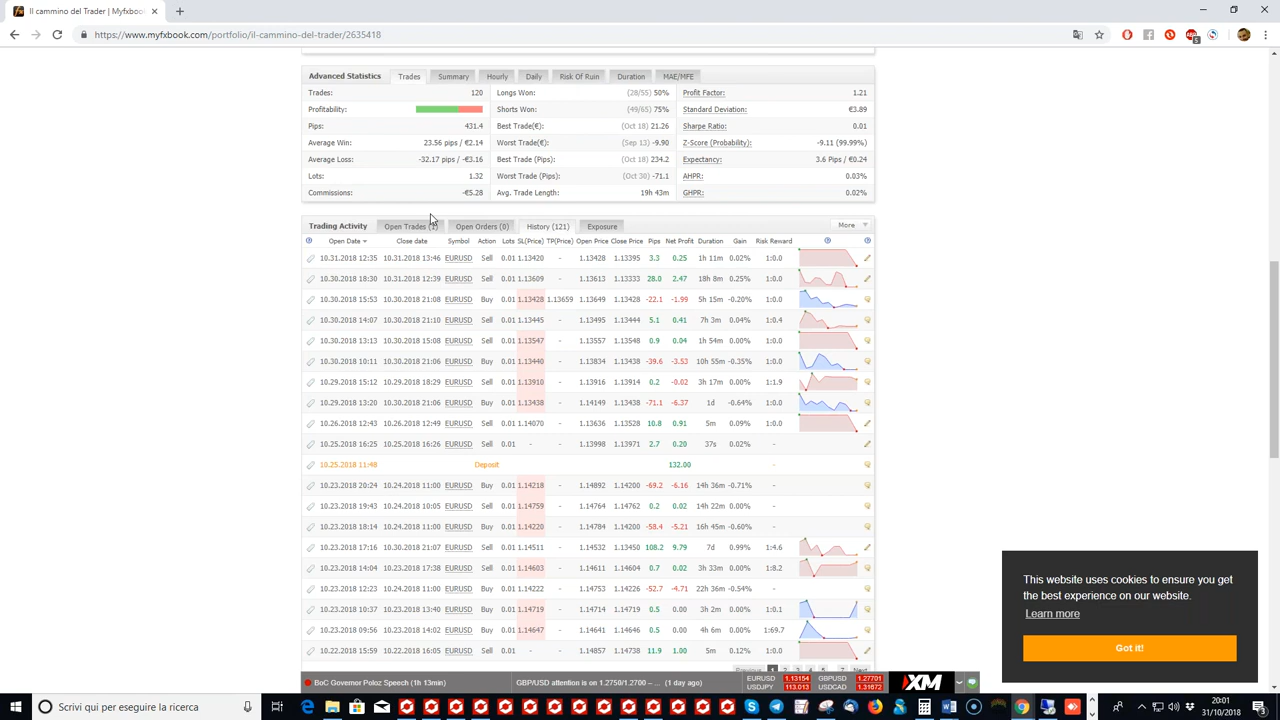 Il cammino del Trader | Myfxbook
https://www.myfxbook.com/portfolio/il-cammino-del-trader/2635418
Advanced Statistics Trades Summary Hourly Daily Risk Of Ruin Duration MAE/MFE
Trades: 120 Longs Won: (28/55) 50% Profit Factor: 1.21
Profitability: Shorts Won: (49/65) 75% Standard Deviation: €3.89
Pips: 431.4 Best Trade(€): (Oct 18) 21.26 Sharpe Ratio: 0.01
Average Win: 23.56 pips / €2.14 Worst Trade(€): (Sep 13) -9.90 Z-Score (Probability): -9.11 (99.99%)
Average Loss: -32.17 pips / -€3.16 Best Trade (Pips): (Oct 18) 234.2 Expectancy: 3.6 Pips / €0.24
Lots: 1.32 Worst Trade (Pips): (Oct 30) -71.1 AHPR: 0.03%
Commissions: -€5.28 Avg. Trade Length: 19h 43m GHPR: 0.02%
Trading Activity Open Trades (1) Open Orders (0) History (121) Exposure More
Open Date Close date Symbol Action Lots SL(Price) TP(Price) Open Price Close Price Pips Net Profit Duration Gain Risk Reward
10.31.2018 12:35 10.31.2018 13:46 EURUSD Sell 0.01 1.13420 - 1.13428 1.13395 3.3 0.25 1h 11m 0.02% 1:0.0
10.30.2018 18:30 10.31.2018 12:39 EURUSD Sell 0.01 1.13609 - 1.13613 1.13333 28.0 2.47 18h 8m 0.25% 1:0.0
10.30.2018 15:53 10.30.2018 21:08 EURUSD Buy 0.01 1.13428 1.13659 1.13649 1.13428 -22.1 -1.99 5h 15m -0.20% 1:0.0
10.30.2018 14:07 10.30.2018 21:10 EURUSD Sell 0.01 1.13445 - 1.13495 1.13444 5.1 0.41 7h 3m 0.04% 1:0.4
10.30.2018 13:13 10.30.2018 15:08 EURUSD Sell 0.01 1.13547 - 1.13557 1.13548 0.9 0.04 1h 54m 0.00% 1:0.0
10.30.2018 10:11 10.30.2018 21:06 EURUSD Buy 0.01 1.13440 - 1.13834 1.13438 -39.6 -3.53 10h 55m -0.35% 1:0.0
10.29.2018 15:12 10.29.2018 18:29 EURUSD Sell 0.01 1.13910 - 1.13916 1.13914 0.2 -0.02 3h 17m 0.00% 1:1.9
10.29.2018 13:20 10.30.2018 21:06 EURUSD Buy 0.01 1.13438 - 1.14149 1.13438 -71.1 -6.37 1d -0.64% 1:0.0
10.26.2018 12:43 10.26.2018 12:49 EURUSD Sell 0.01 1.14070 - 1.13636 1.13528 10.8 0.91 5m 0.09% 1:0.0
10.25.2018 16:25 10.25.2018 16:26 EURUSD Sell 0.01 - - 1.13998 1.13971 2.7 0.20 37s 0.02% -
10.25.2018 11:48 Deposit 132.00 -
10.23.2018 20:24 10.24.2018 11:00 EURUSD Buy 0.01 1.14218 - 1.14892 1.14200 -69.2 -6.16 14h 36m -0.71% -
10.23.2018 19:43 10.24.2018 10:05 EURUSD Sell 0.01 1.14759 - 1.14764 1.14762 0.2 0.02 14h 22m 0.00% -
10.23.2018 18:14 10.24.2018 11:00 EURUSD Buy 0.01 1.14220 - 1.14784 1.14200 -58.4 -5.21 16h 45m -0.60% -
10.23.2018 17:16 10.30.2018 21:07 EURUSD Sell 0.01 1.14511 - 1.14532 1.13450 108.2 9.79 7d 0.99% 1:4.6
10.23.2018 14:04 10.23.2018 17:38 EURUSD Sell 0.01 1.14603 - 1.14611 1.14604 0.7 0.02 3h 33m 0.00% 1:8.2
10.23.2018 12:23 10.24.2018 11:00 EURUSD Buy 0.01 1.14222 - 1.14753 1.14226 -52.7 -4.71 22h 36m -0.54% -
10.23.2018 10:37 10.23.2018 13:40 EURUSD Buy 0.01 1.14719 - 1.14714 1.14719 0.5 0.00 3h 2m 0.00% 1:0.1
10.23.2018 09:56 10.23.2018 14:02 EURUSD Buy 0.01 1.14647 - 1.14641 1.14646 0.5 0.00 4h 6m 0.00% 1:69.7
10.22.2018 15:59 10.22.2018 16:05 EURUSD Sell 0.01 - - 1.14857 1.14738 11.9 1.00 5m 0.12% 1:0.0
Previous 1 2 3 4 5 7 Next
BoC Governor Poloz Speech (1h 13min) GBP/USD attention is on 1.2750/1.2700 – ... (1 day ago)
EURUSD 1.13154 GBPUSD 1.27701
USDJPY 113.013 USDCAD 1.31672
XM
This website uses cookies to ensure you get
the best experience on our website.
Learn more
Got it!
Scrivi qui per eseguire la ricerca
20:01
31/10/2018